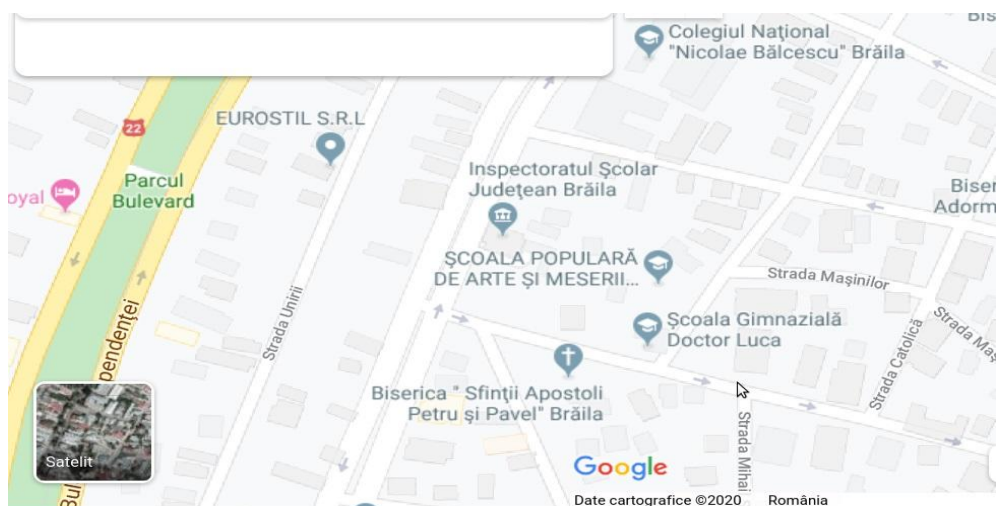 Colegiul Național
"Nicolae Bălcescu" Brăila
EUROSTIL S.R.L
22
Inspectoratul Școlar
Județean Brăila
Parcul
Bulevard
oyal
Biser
Adorm
ȘCOALA POPULARĂ
DE ARTE ȘI MESERII...
Strada Mașinilor
Strada Unirii
pendenței
Școala Gimnazială
Doctor Luca
Strada Catolică
Strada Maș
Biserica " Sfinții Apostoli
Petru și Pavel" Brăila
Strada Mihai
Satelit
Bul
Google
Date cartografice ©2020 România